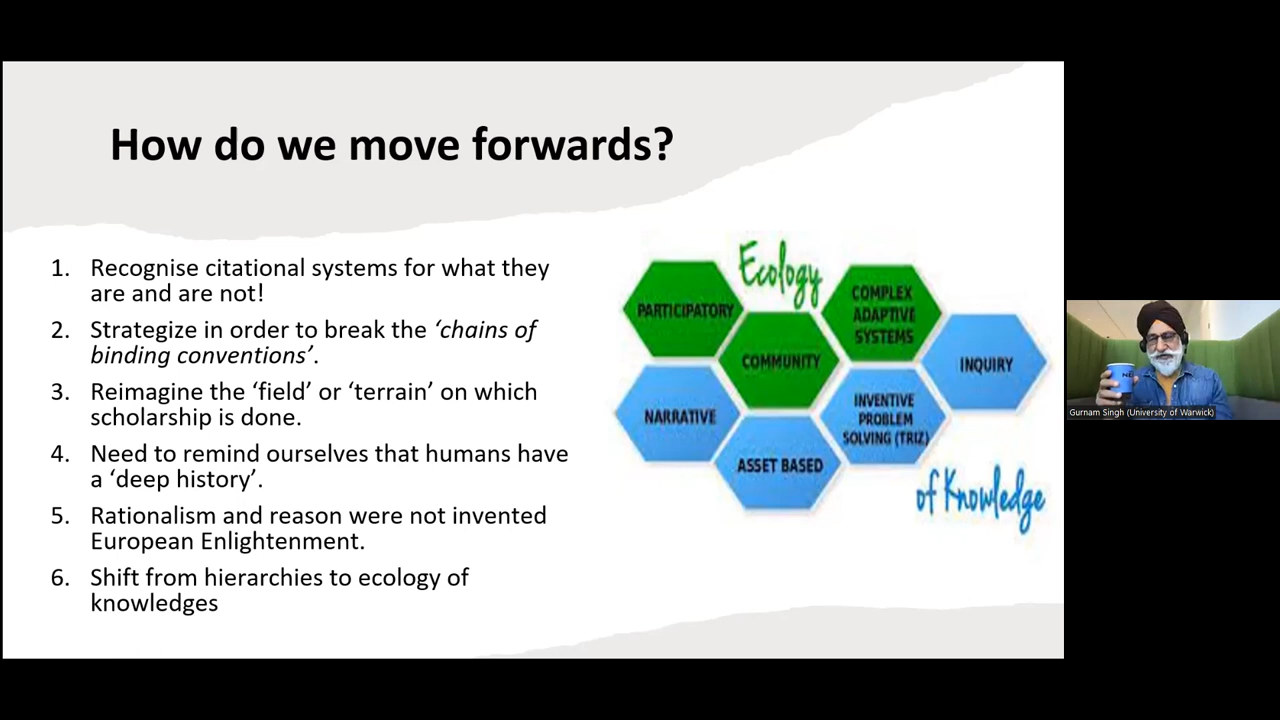 How do we move forwards?
1. Recognise citational systems for what they
are and are not!
2. Strategize in order to break the ‘chains of
binding conventions’.
3. Reimagine the ‘field’ or ‘terrain’ on which
scholarship is done.
4. Need to remind ourselves that humans have
a ‘deep history’.
5. Rationalism and reason were not invented
European Enlightenment.
6. Shift from hierarchies to ecology of
knowledges
Ecology
PARTICIPATORY
COMPLEX
ADAPTIVE
SYSTEMS
COMMUNITY
INQUIRY
NARRATIVE
INVENTIVE
PROBLEM
SOLVING (TRIZ)
ASSET BASED
of Knowledge
Gurnam Singh (University of Warwick)